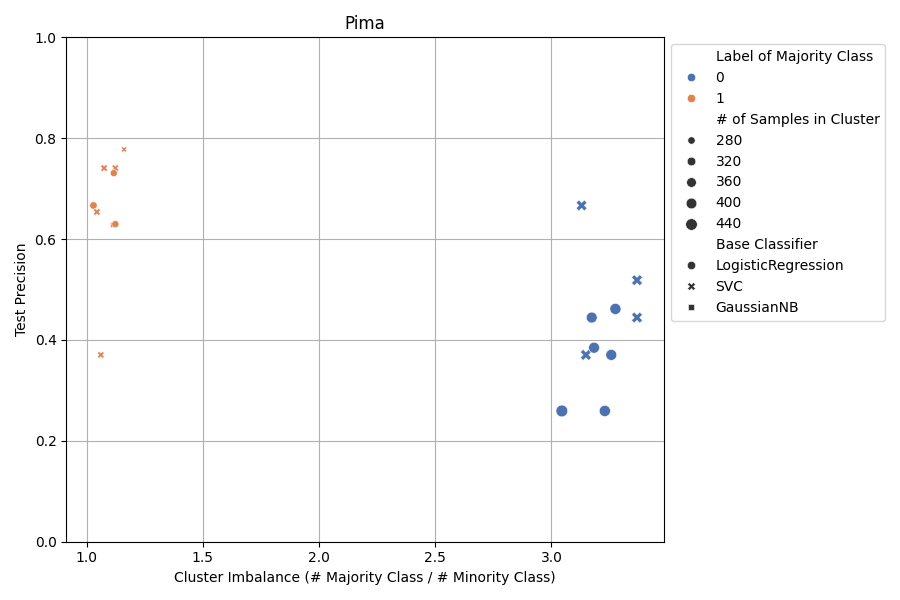 Pima
1.0
0.8
0.6
0.4
0.2
0.0
Test Precision
1.0
1.5
2.0
2.5
3.0
Cluster Imbalance (# Majority Class / # Minority Class)
Label of Majority Class
0
1
# of Samples in Cluster
280
320
360
400
440
Base Classifier
LogisticRegression
SVC
GaussianNB